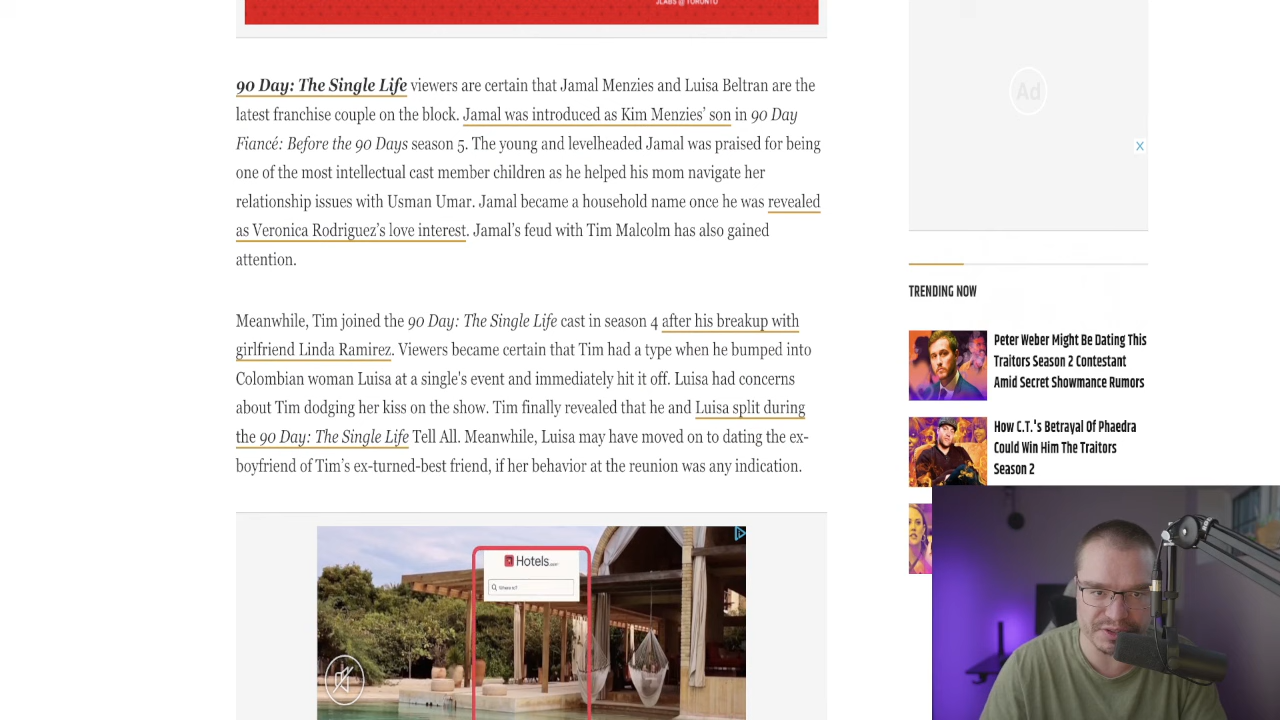 JLABS @ TORONTO
90 Day: The Single Life viewers are certain that Jamal Menzies and Luisa Beltran are the
latest franchise couple on the block. Jamal was introduced as Kim Menzies’ son in 90 Day
Fiancé: Before the 90 Days season 5. The young and levelheaded Jamal was praised for being
one of the most intellectual cast member children as he helped his mom navigate her
relationship issues with Usman Umar. Jamal became a household name once he was revealed
as Veronica Rodriguez’s love interest. Jamal’s feud with Tim Malcolm has also gained
attention.
Meanwhile, Tim joined the 90 Day: The Single Life cast in season 4 after his breakup with
girlfriend Linda Ramirez. Viewers became certain that Tim had a type when he bumped into
Colombian woman Luisa at a single's event and immediately hit it off. Luisa had concerns
about Tim dodging her kiss on the show. Tim finally revealed that he and Luisa split during
the 90 Day: The Single Life Tell All. Meanwhile, Luisa may have moved on to dating the ex-
boyfriend of Tim’s ex-turned-best friend, if her behavior at the reunion was any indication.
Hotels.com
Where to?
Ad
X
TRENDING NOW
Peter Weber Might Be Dating This
Traitors Season 2 Contestant
Amid Secret Showmance Rumors
How C.T.'s Betrayal Of Phaedra
Could Win Him The Traitors
Season 2